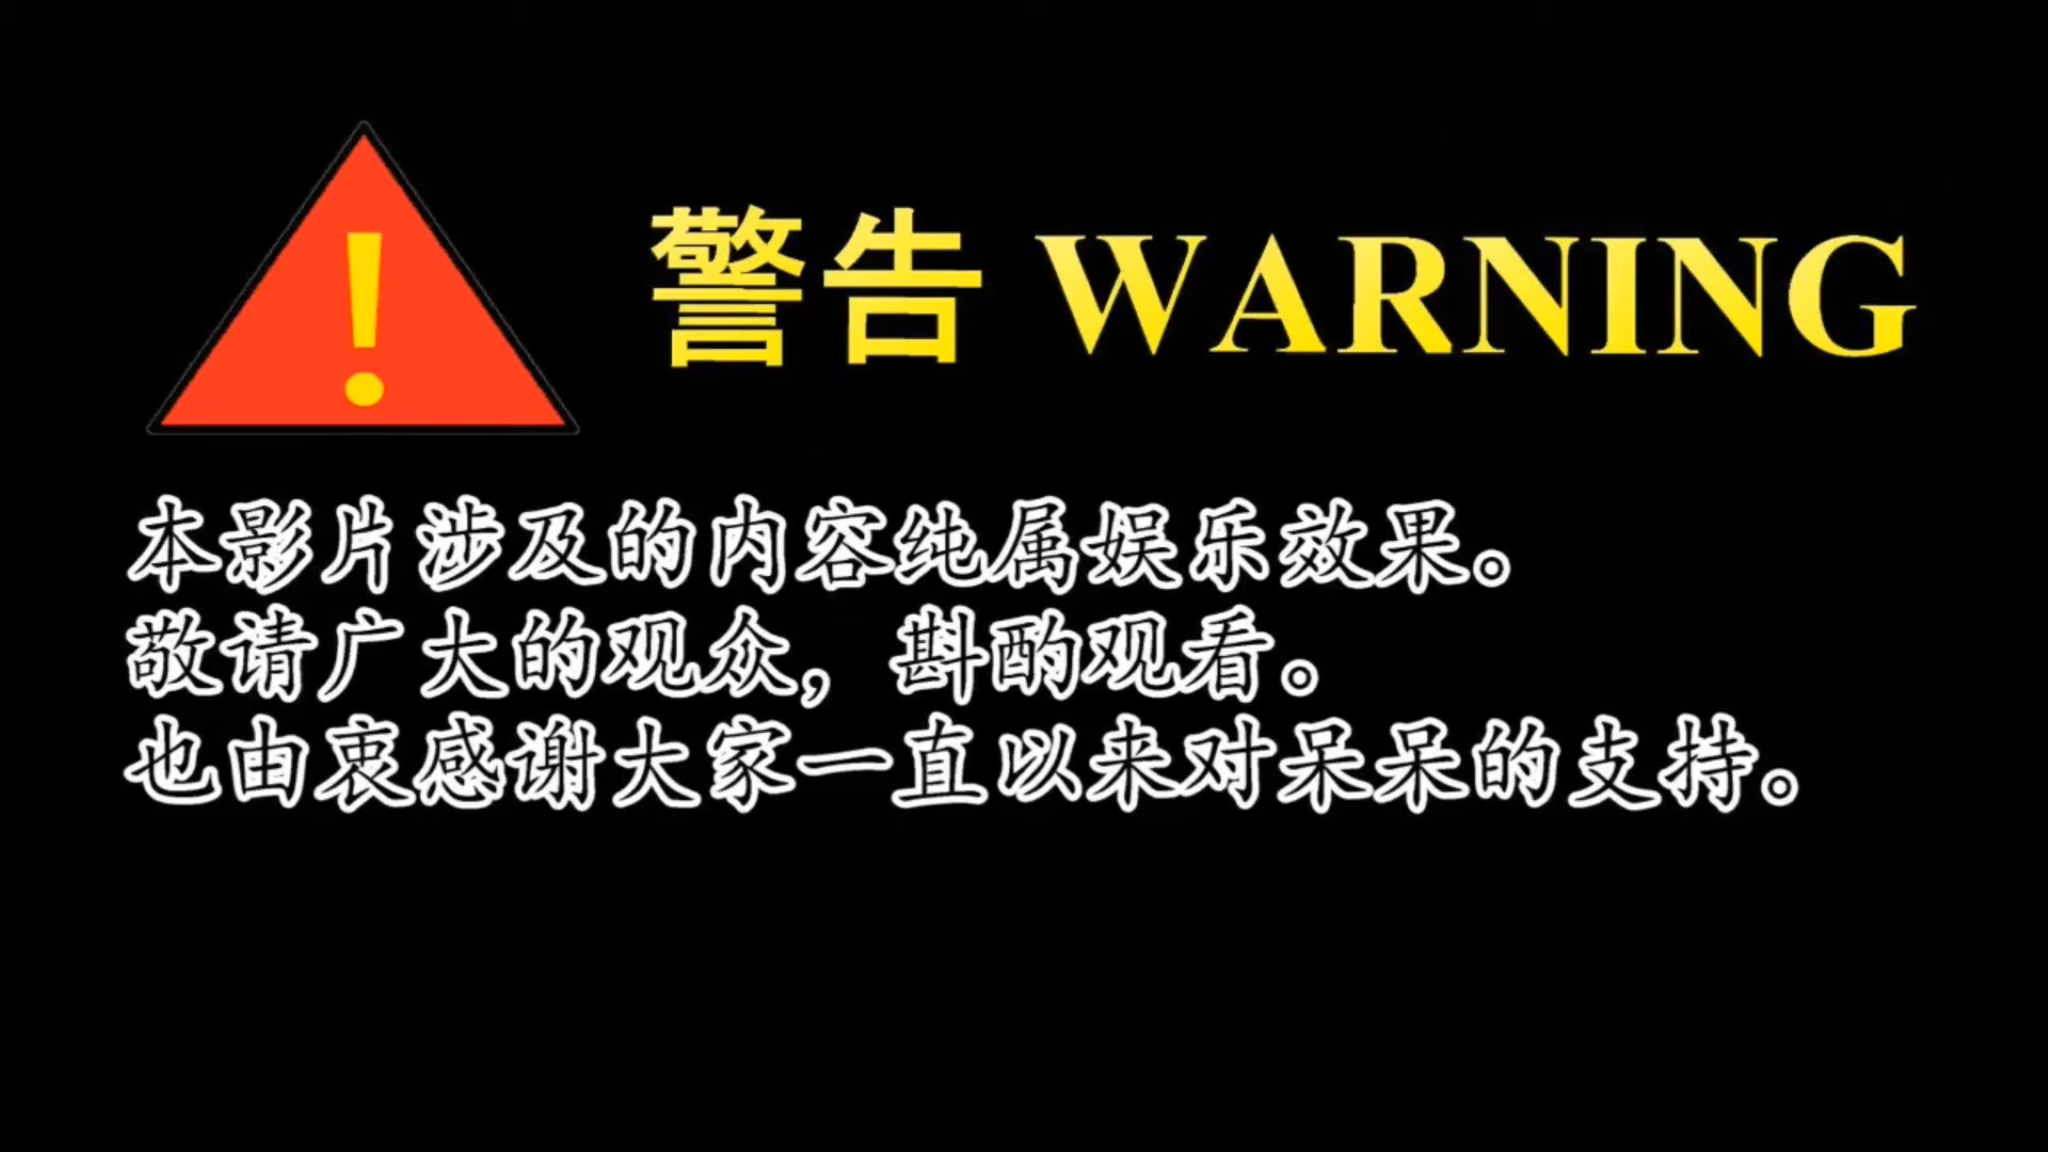 !
警告 WARNING
本影片涉及的内容纯属娱乐效果。
敬请广大的观众，斟酌观看。
也由衷感谢大家一直以来对呆呆的支持。